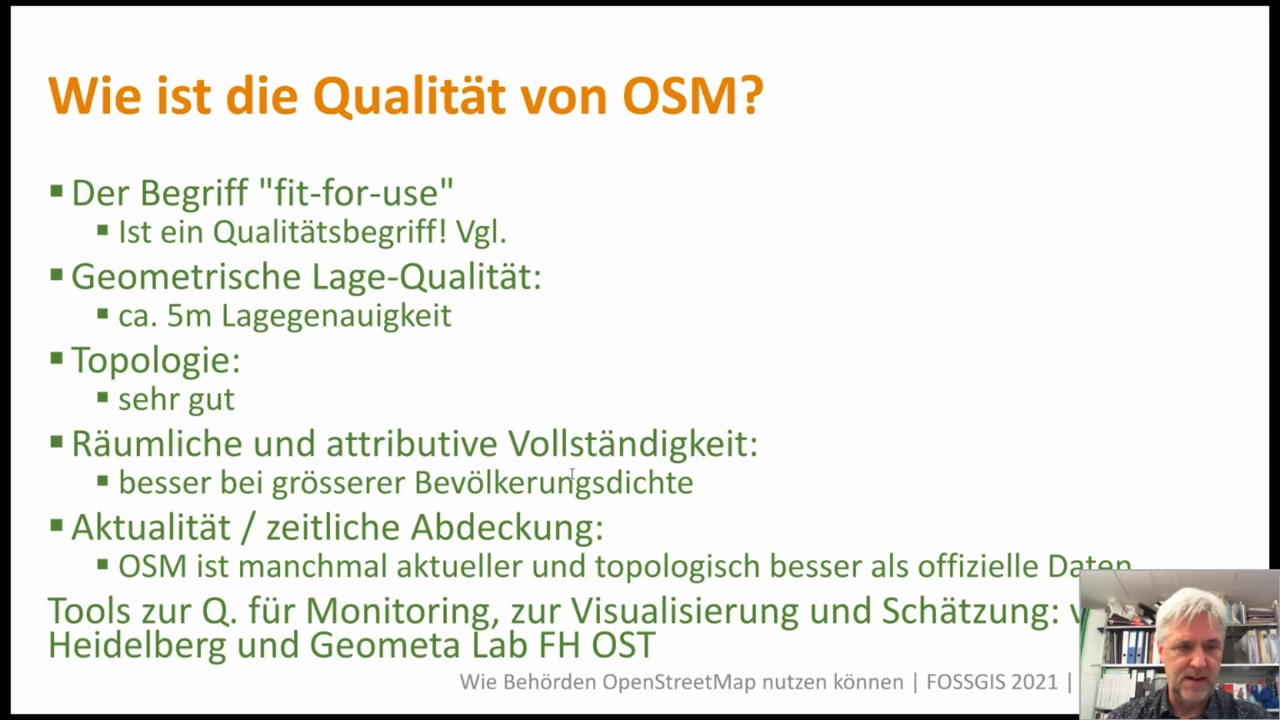 Wie ist die Qualität von OSM?
Der Begriff "fit-for-use"
Ist ein Qualitätsbegriff! Vgl.
Geometrische Lage-Qualität:
ca. 5m Lagegenauigkeit
Topologie:
sehr gut
Räumliche und attributive Vollständigkeit:
besser bei grösserer Bevölkerungsdichte
Aktualität / zeitliche Abdeckung:
OSM ist manchmal aktueller und topologisch besser als offizielle Daten
Tools zur Q. für Monitoring, zur Visualisierung und Schätzung:
Heidelberg und Geometa Lab FH OST
Wie Behörden OpenStreetMap nutzen können | FOSSGIS 2021 |